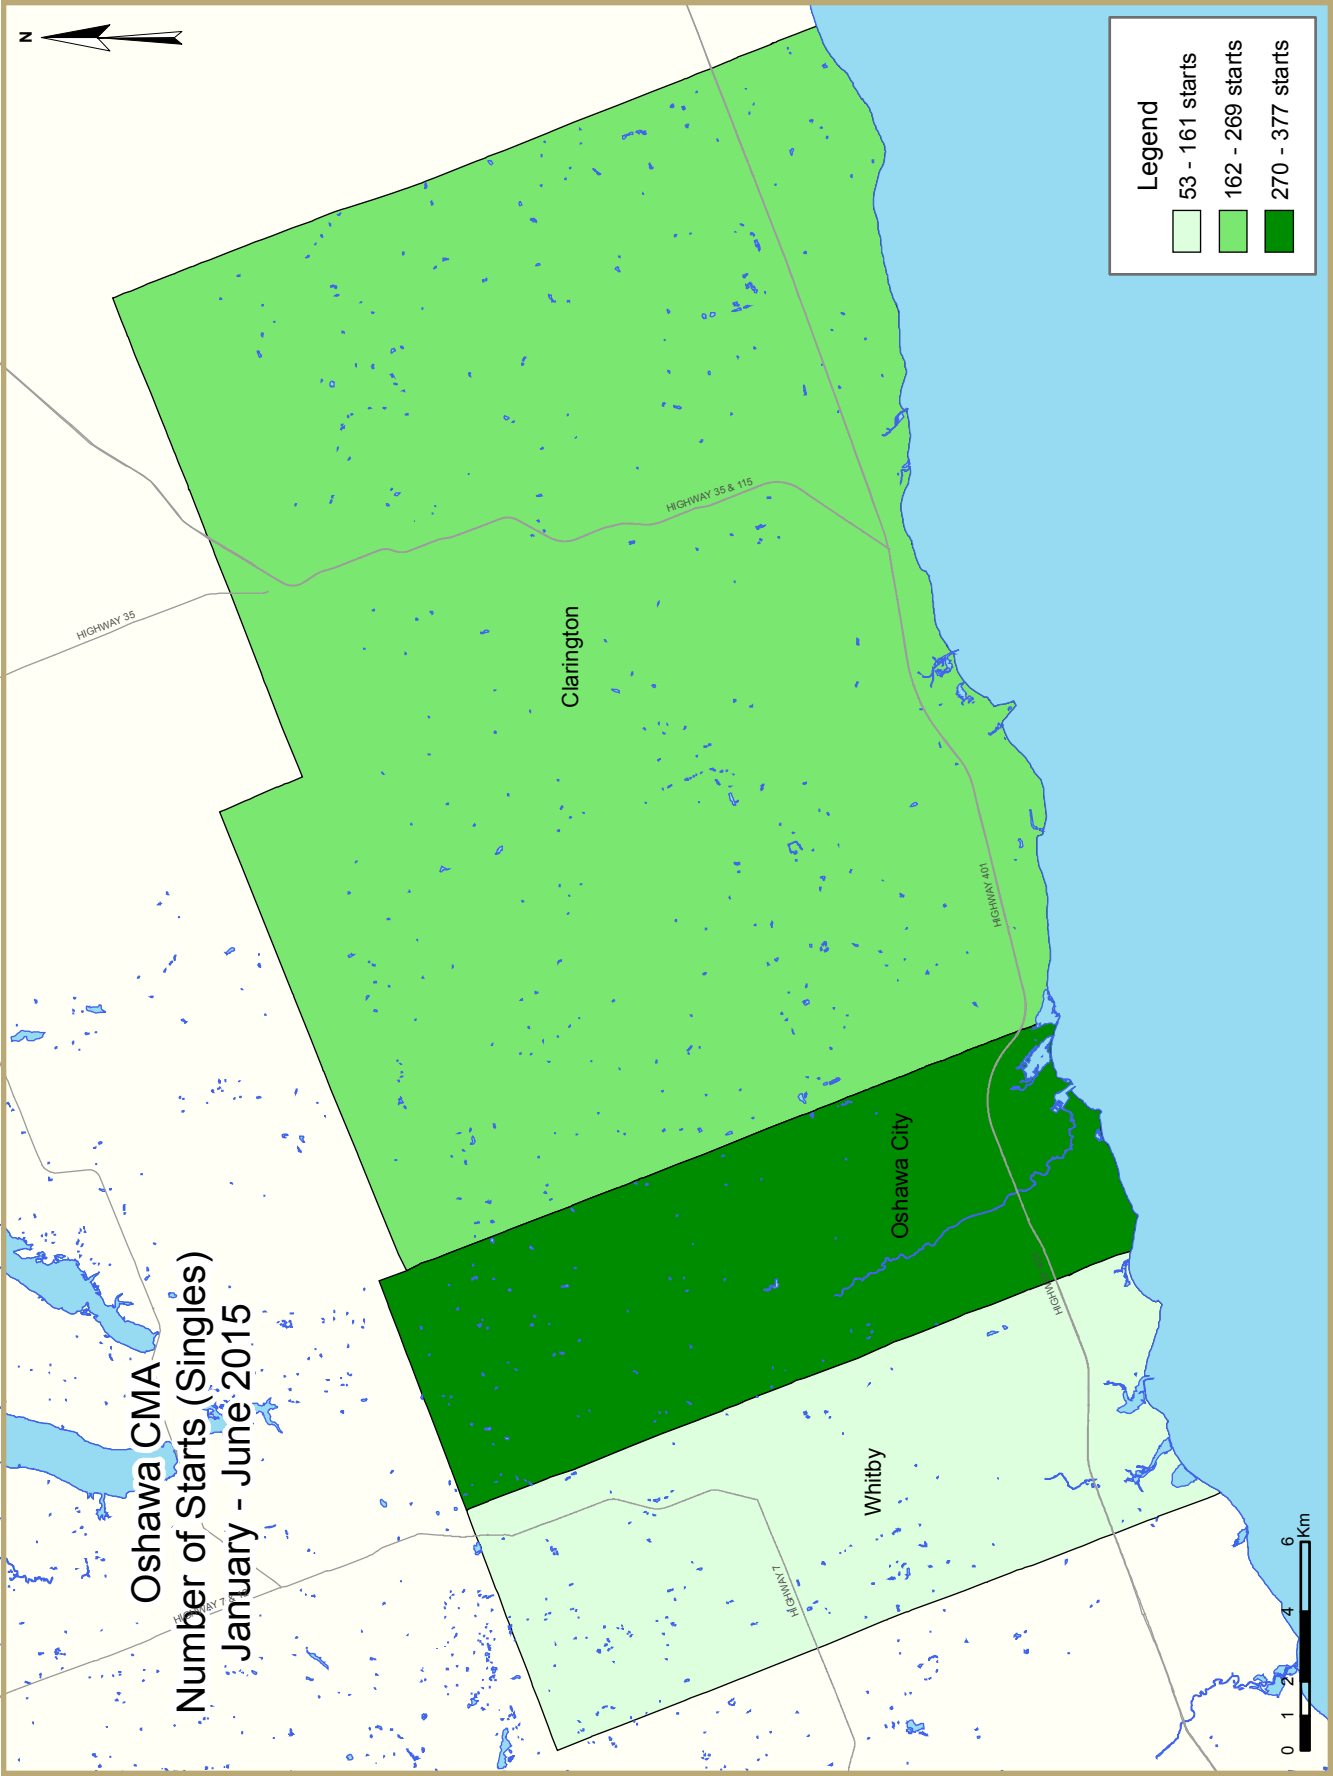 Oshawa CMA
Number of Starts (Singles)
January - June 2015
N
HIGHWAY 35
HIGHWAY 35 & 115
HIGHWAY 401
HIGHWAY 7
Clarington
Oshawa City
Whitby
Legend
53 - 161 starts
162 - 269 starts
270 - 377 starts
0 1 2 4 6
Km